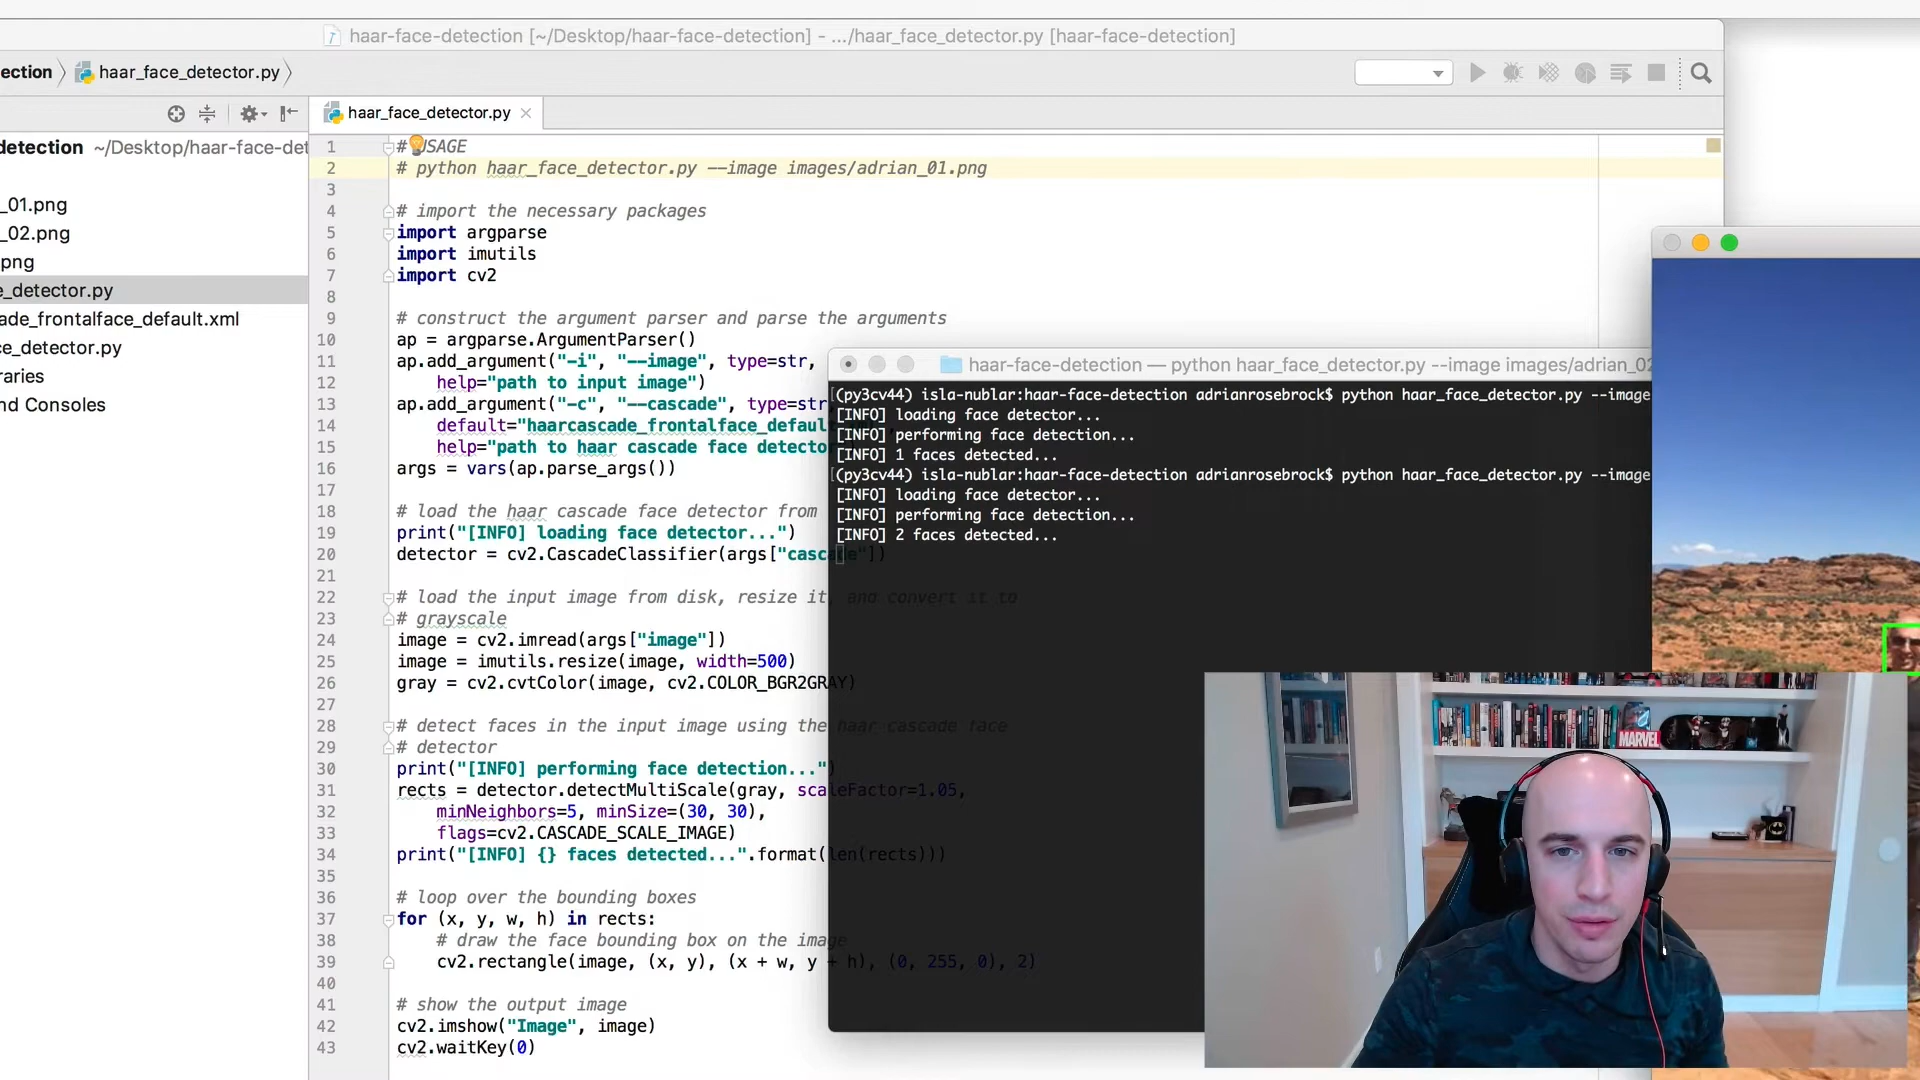 haar-face-detection [~/Desktop/haar-face-detection] - .../haar_face_detector.py [haar-face-detection]
ection
haar_face_detector.py
haar_face_detector.py
detection ~/Desktop/haar-face-det
_01.png
_02.png
png
e_detector.py
ade_frontalface_default.xml
ce_detector.py
raries
nd Consoles
1 # USAGE
2 # python haar_face_detector.py --image images/adrian_01.png
3
4 # import the necessary packages
5 import argparse
6 import imutils
7 import cv2
8
9 # construct the argument parser and parse the arguments
10 ap = argparse.ArgumentParser()
11 ap.add_argument("-i", "--image", type=str,
12 help="path to input image")
13 ap.add_argument("-c", "--cascade", type=str,
14 default="haarcascade_frontalface_default
15 help="path to haar cascade face detector
16 args = vars(ap.parse_args())
17
18 # load the haar cascade face detector from
19 print("[INFO] loading face detector...")
20 detector = cv2.CascadeClassifier(args["cascade"])
21
22 # load the input image from disk, resize it, and convert it to
23 # grayscale
24 image = cv2.imread(args["image"])
25 image = imutils.resize(image, width=500)
26 gray = cv2.cvtColor(image, cv2.COLOR_BGR2GRAY)
27
28 # detect faces in the input image using the haar cascade face
29 # detector
30 print("[INFO] performing face detection...")
31 rects = detector.detectMultiScale(gray, scaleFactor=1.05,
32 minNeighbors=5, minSize=(30, 30),
33 flags=cv2.CASCADE_SCALE_IMAGE)
34 print("[INFO] {} faces detected...".format(len(rects)))
35
36 # loop over the bounding boxes
37 for (x, y, w, h) in rects:
38 # draw the face bounding box on the image
39 cv2.rectangle(image, (x, y), (x + w, y + h), (0, 255, 0), 2)
40
41 # show the output image
42 cv2.imshow("Image", image)
43 cv2.waitKey(0)
haar-face-detection — python haar_face_detector.py --image images/adrian_02
[(py3cv44) isla-nublar:haar-face-detection adrianrosebrock$ python haar_face_detector.py --image
[INFO] loading face detector...
[INFO] performing face detection...
[INFO] 1 faces detected...
[(py3cv44) isla-nublar:haar-face-detection adrianrosebrock$ python haar_face_detector.py --image
[INFO] loading face detector...
[INFO] performing face detection...
[INFO] 2 faces detected...
MARVEL